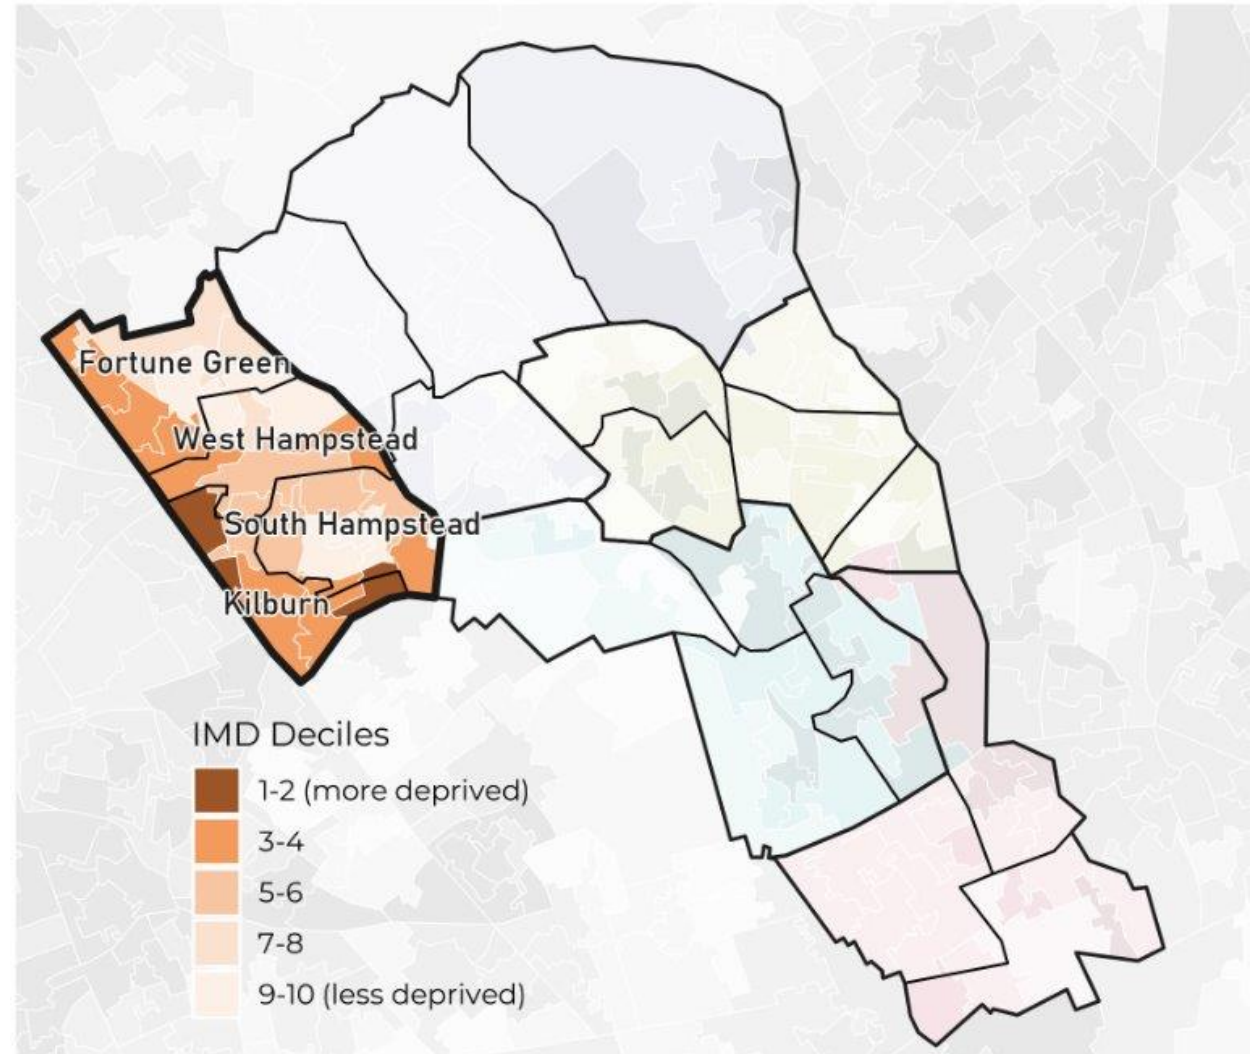 Fortune Green
West Hampstead
South Hampstead
Kilburn
IMD Deciles
1-2 (more deprived)
3-4
5-6
7-8
9-10 (less deprived)